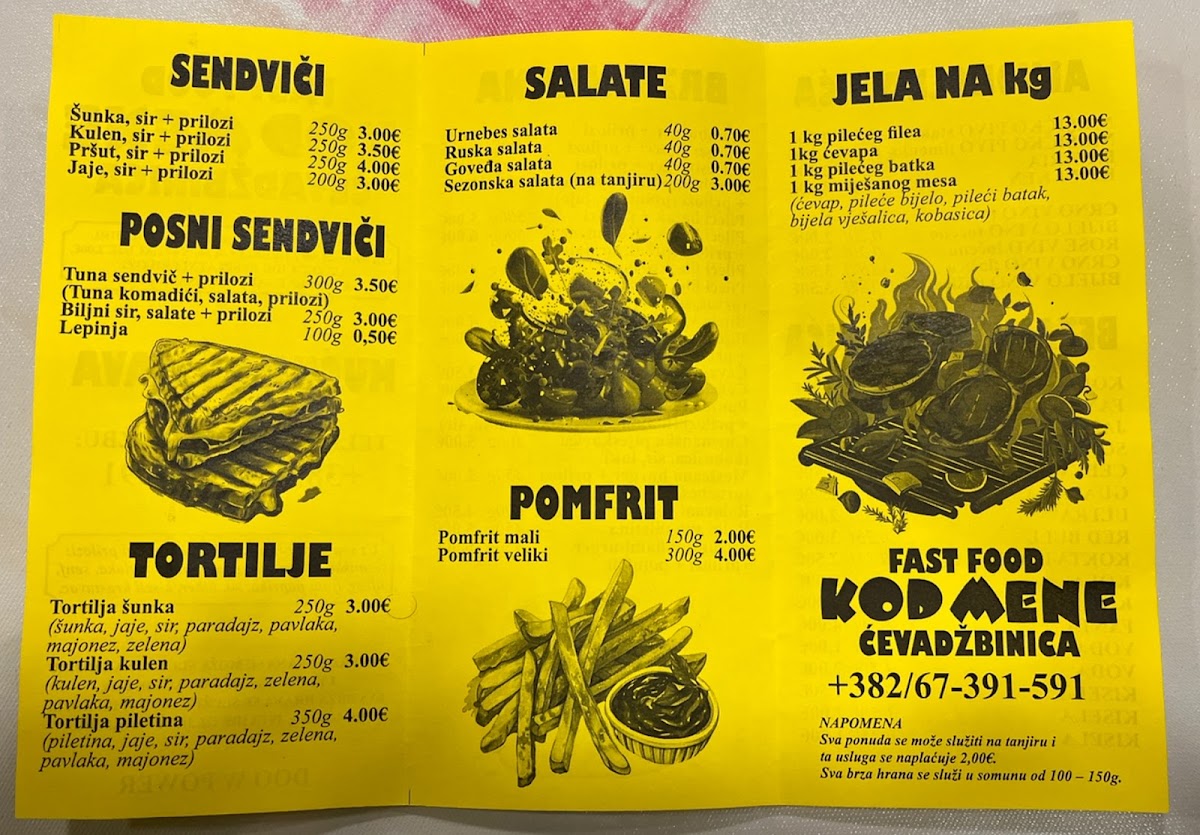 SENDVIČI
Šunka, sir + prilozi 250g 3.00€
Kulen, sir + prilozi 250g 3.50€
Pršut, sir + prilozi 250g 4.00€
Jaje, sir + prilozi 200g 3.00€
POSNI SENDVIČI
Tuna sendvič + prilozi 300g 3.50€
(Tuna komadići, salata, prilozi)
Biljni sir, salate + prilozi 250g 3.00€
Lepinja 100g 0,50€
TORTILJE
Tortilja šunka 250g 3.00€
(šunka, jaje, sir, paradajz, pavlaka,
majonez, zelena)
Tortilja kulen 250g 3.00€
(kulen, jaje, sir, paradajz, zelena,
pavlaka, majonez)
Tortilja piletina 350g 4.00€
(piletina, jaje, sir, paradajz, zelena,
pavlaka, majonez)
SALATE
Urnebes salata 40g 0.70€
Ruska salata 40g 0.70€
Goveđa salata 40g 0.70€
Sezonska salata (na tanjiru) 200g 3.00€
POMFRIT
Pomfrit mali 150g 2.00€
Pomfrit veliki 300g 4.00€
JELA NA kg
1 kg pilećeg filea 13.00€
1kg ćevapa 13.00€
1 kg pilećeg batka 13.00€
1 kg miješanog mesa 13.00€
(ćevap, pileće bijelo, pileći batak,
bijela vješalica, kobasica)
FAST FOOD
KOD MENE
ĆEVADŽBINICA
+382/67-391-591
NAPOMENA
Sva ponuda se može služiti na tanjiru i
ta usluga se naplaćuje 2,00€.
Sva brza hrana se služi u somunu od 100 – 150g.